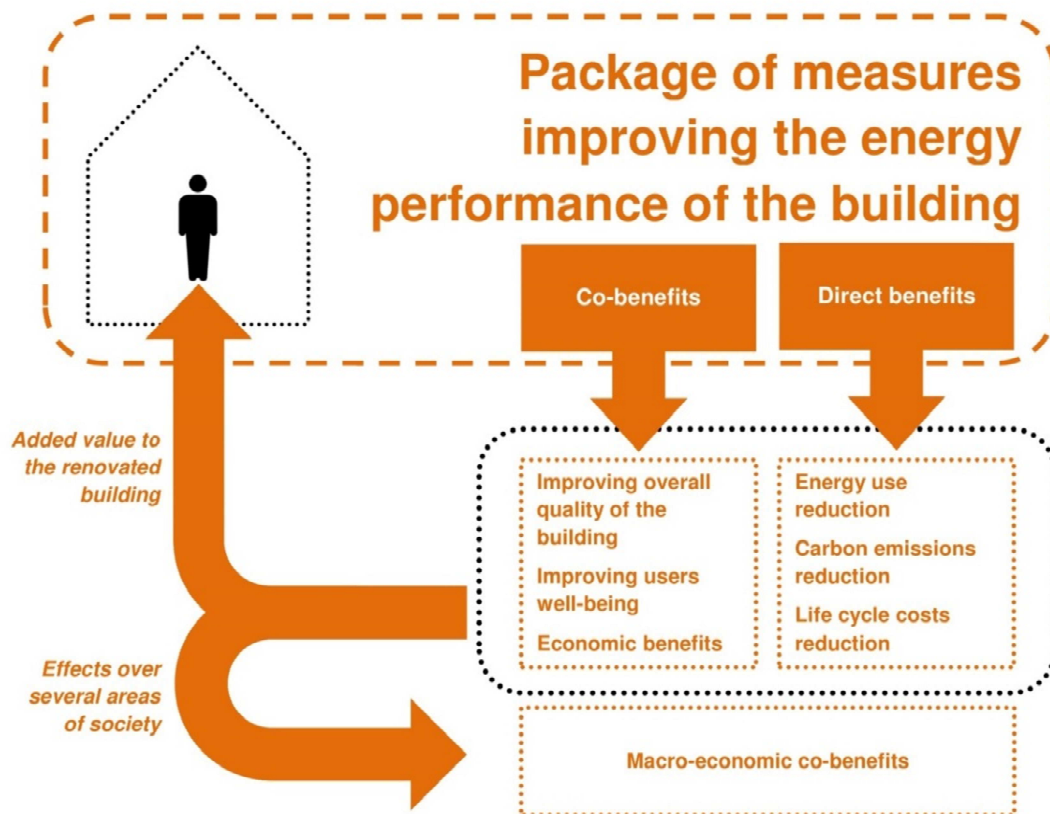 Package of measures
improving the energy
performance of the building
Co-benefits
Direct benefits
Added value to
the renovated
building
Improving overall
quality of the
building
Improving users
well-being
Economic benefits
Energy use
reduction
Carbon emissions
reduction
Life cycle costs
reduction
Effects over
several areas
of society
Macro-economic co-benefits